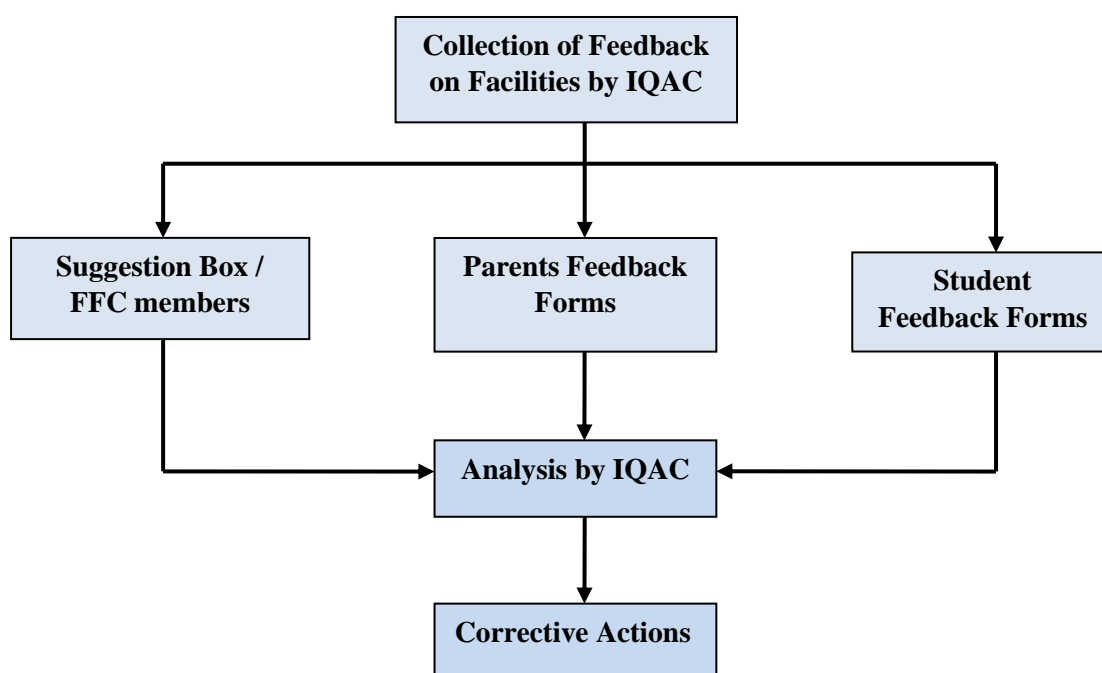 Collection of Feedback
on Facilities by IQAC
Suggestion Box /
FFC members
Parents Feedback
Forms
Student
Feedback Forms
Analysis by IQAC
Corrective Actions